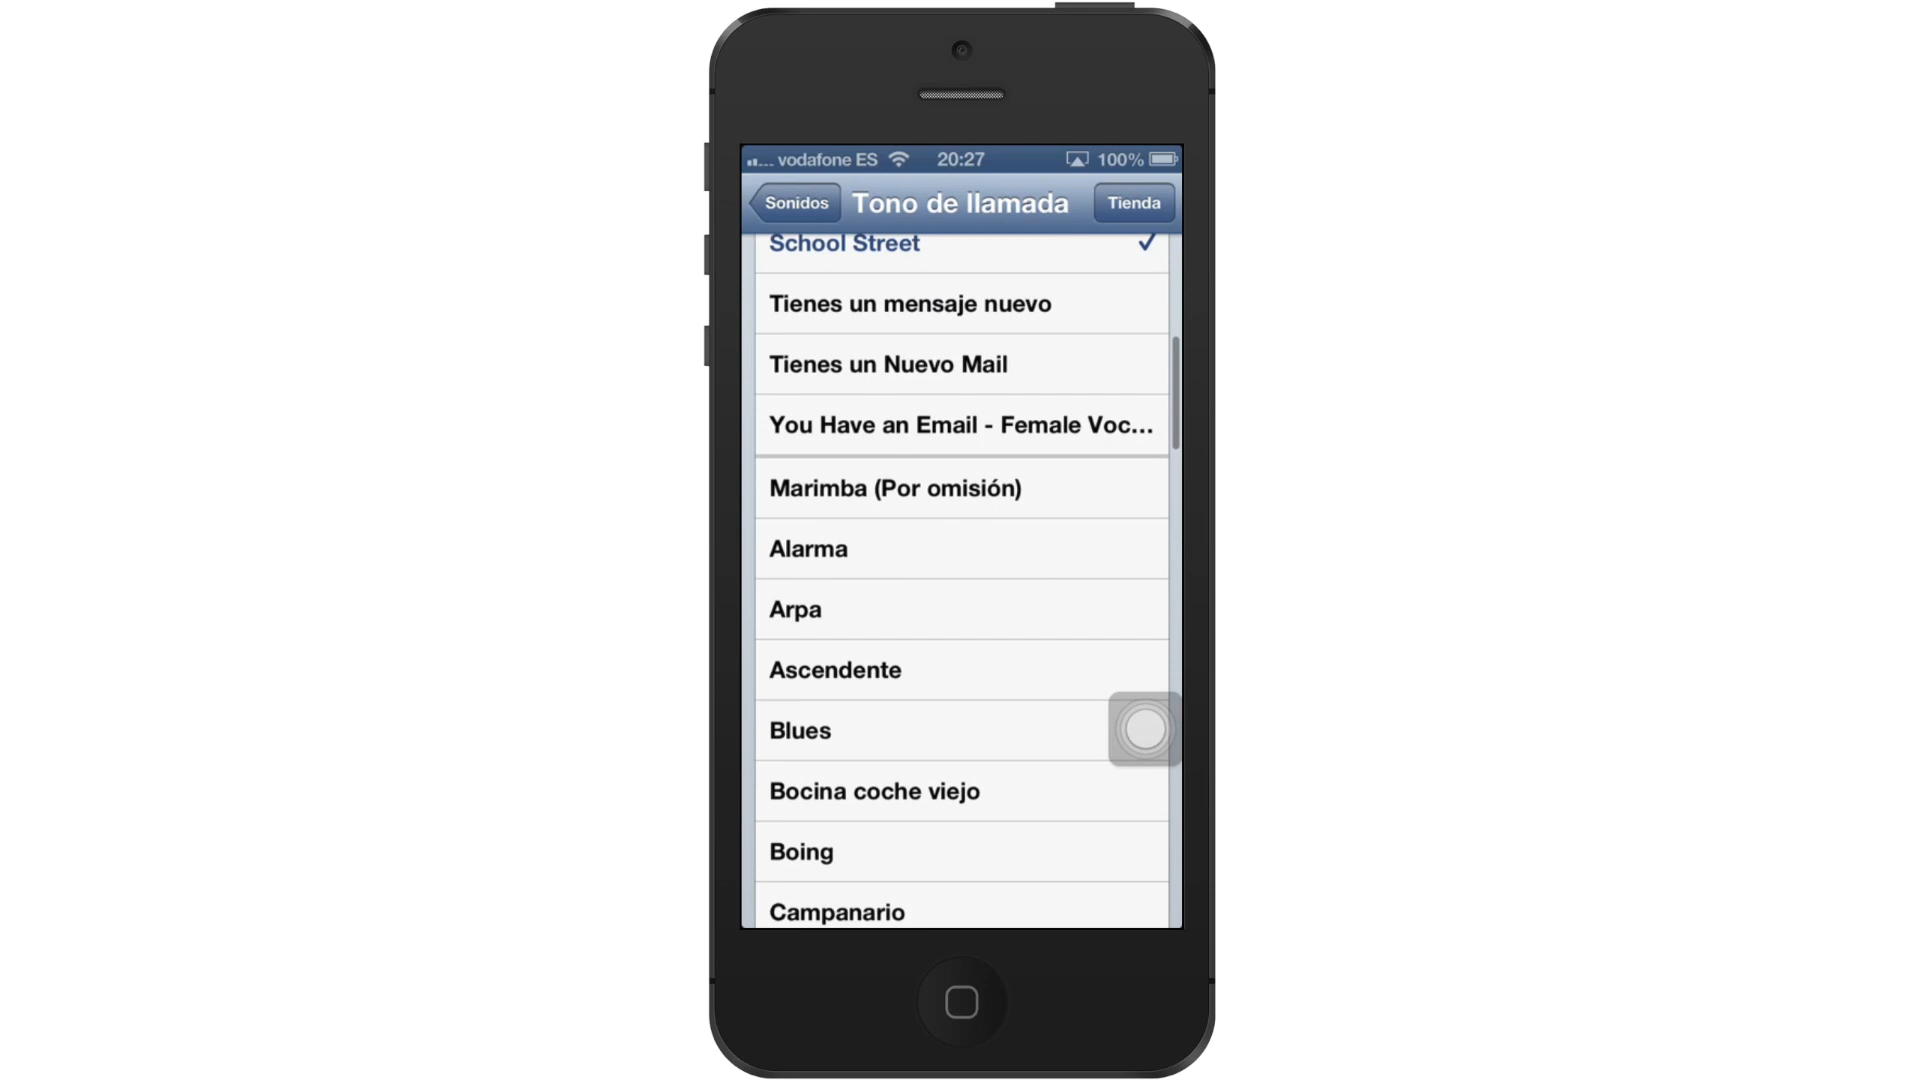 vodafone ES 20:27 100%
Sonidos Tono de llamada Tienda
School Street
Tienes un mensaje nuevo
Tienes un Nuevo Mail
You Have an Email - Female Voc...
Marimba (Por omisión)
Alarma
Arpa
Ascendente
Blues
Bocina coche viejo
Boing
Campanario